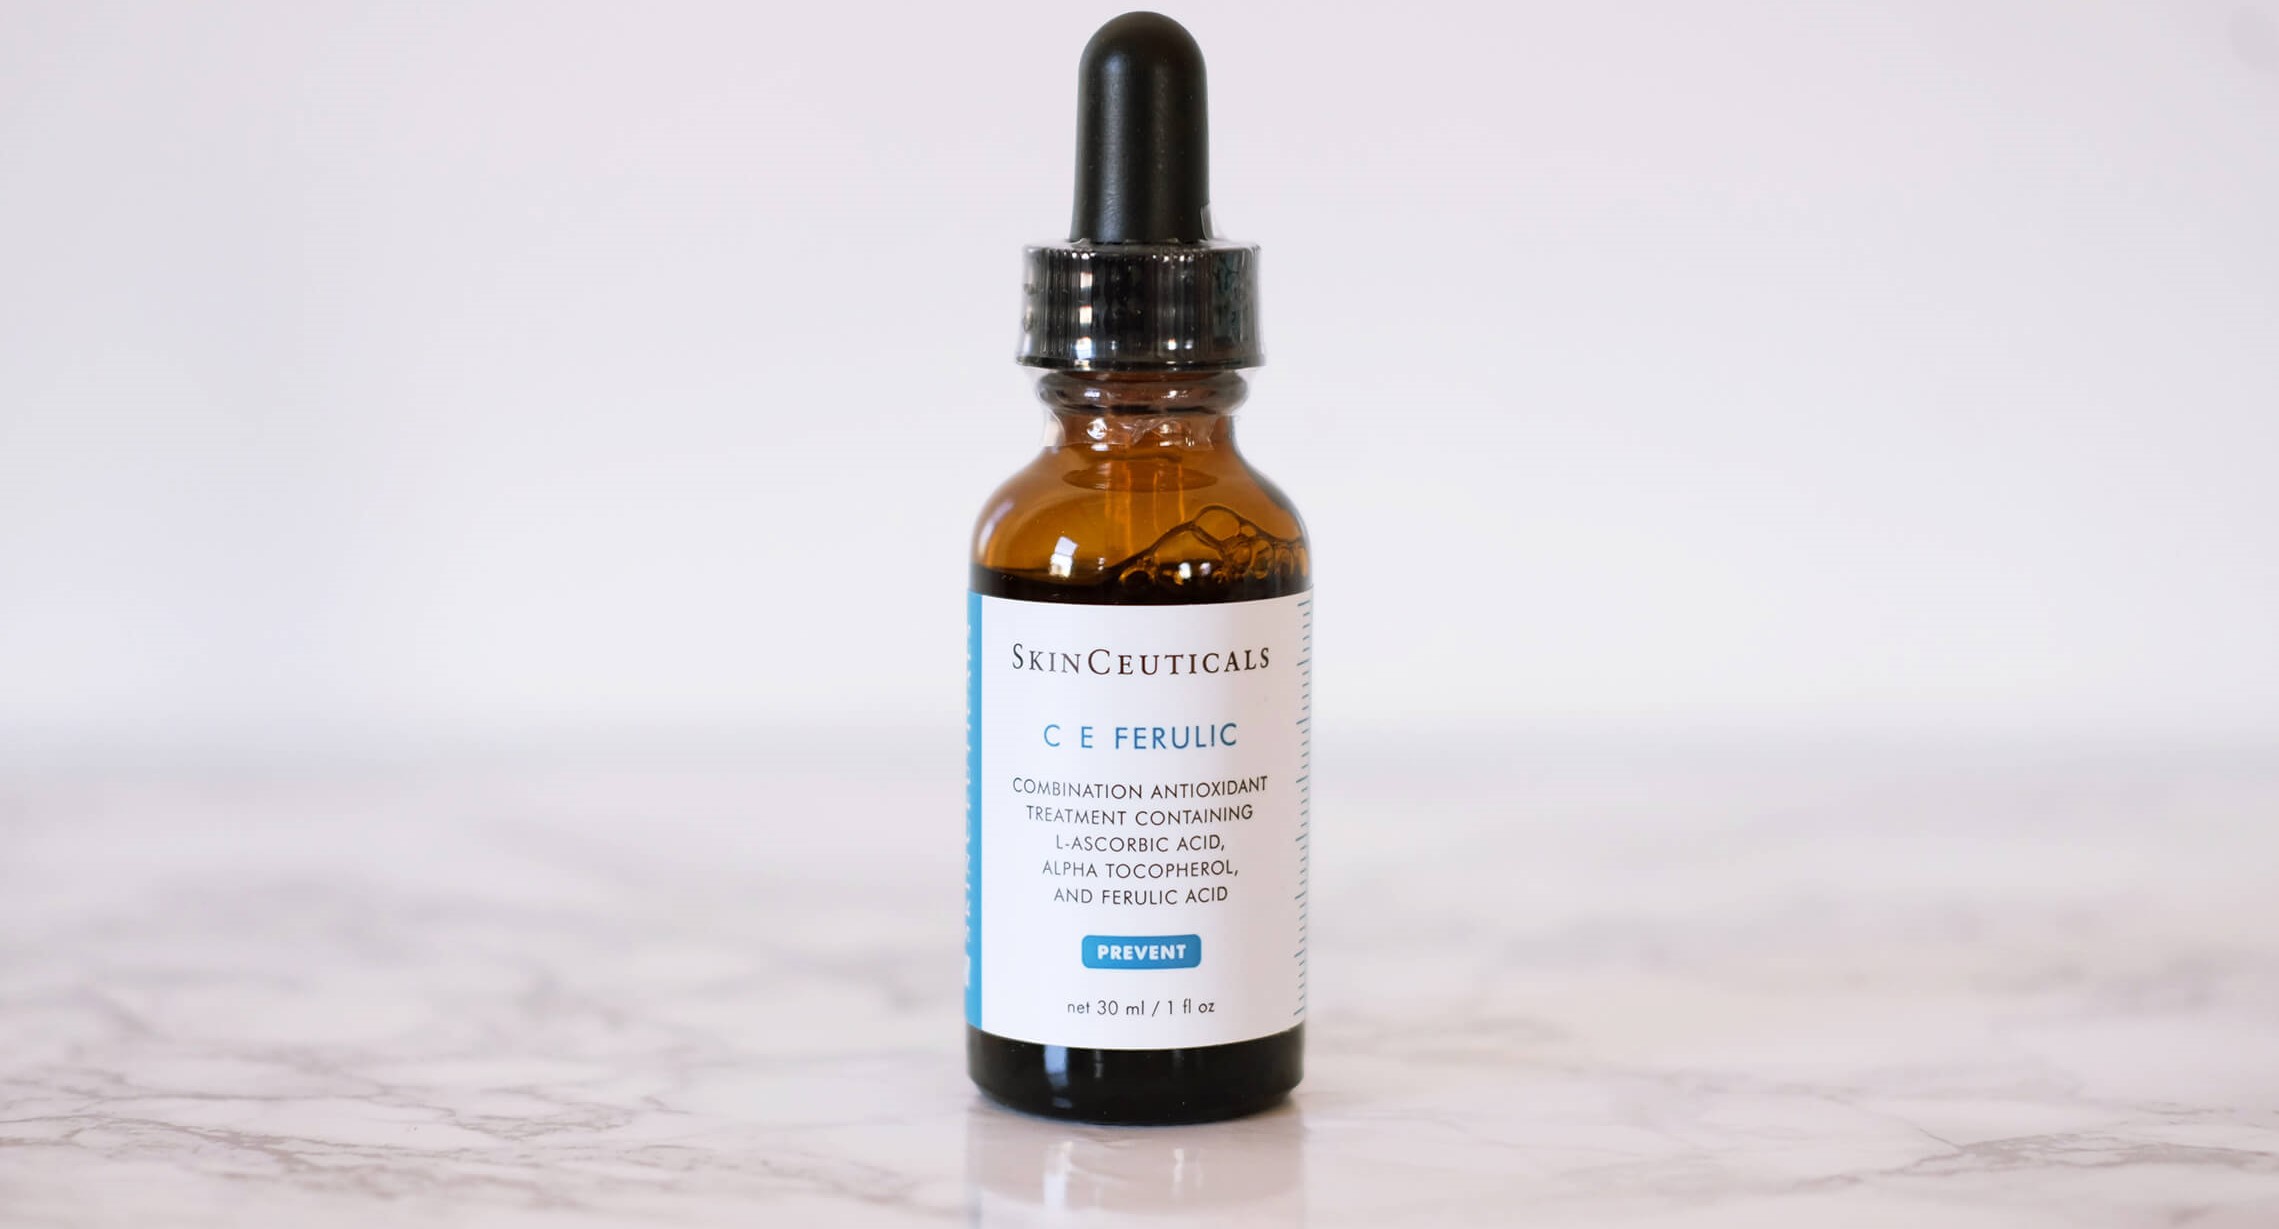 SKINCEUTICALS
C E FERULIC
COMBINATION ANTIOXIDANT
TREATMENT CONTAINING
L-ASCORBIC ACID,
ALPHA TOCOPHEROL,
AND FERULIC ACID
PREVENT
net 30 ml / 1 fl oz